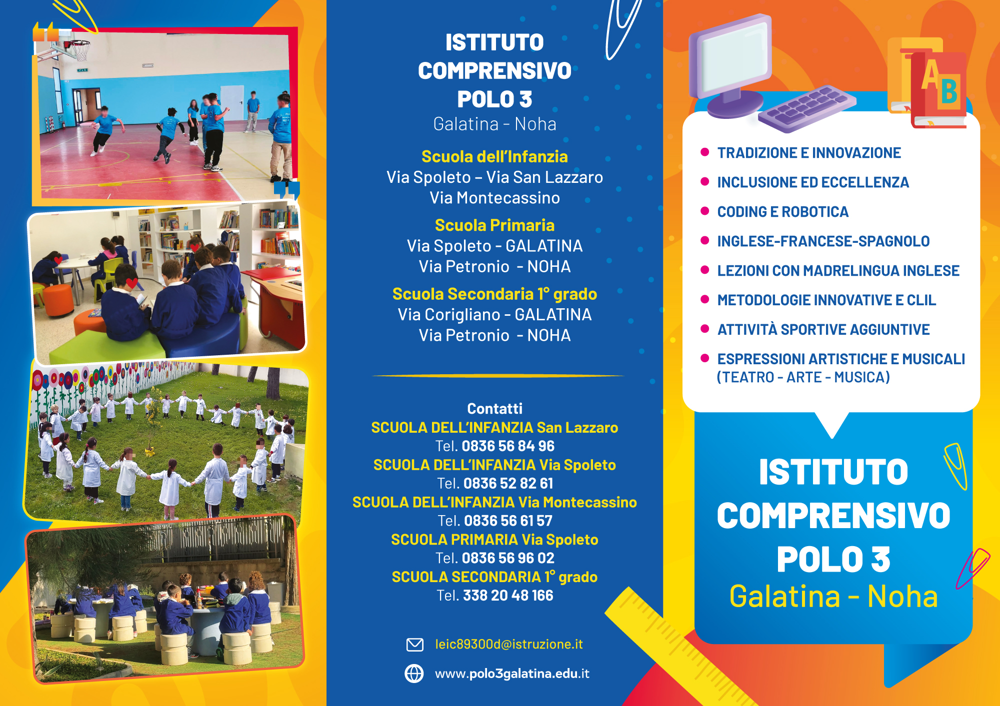 ISTITUTO
COMPRENSIVO
POLO 3
Galatina - Noha
Scuola dell'Infanzia
Via Spoleto – Via San Lazzaro
Via Montecassino
Scuola Primaria
Via Spoleto - GALATINA
Via Petronio - NOHA
Scuola Secondaria 1° grado
Via Corigliano - GALATINA
Via Petronio - NOHA
Contatti
SCUOLA DELL'INFANZIA San Lazzaro
Tel. 0836 56 84 96
SCUOLA DELL'INFANZIA Via Spoleto
Tel. 0836 52 82 61
SCUOLA DELL'INFANZIA Via Montecassino
Tel. 0836 56 61 57
SCUOLA PRIMARIA Via Spoleto
Tel. 0836 56 96 02
SCUOLA SECONDARIA 1° grado
Tel. 338 20 48 166
leic89300d@istruzione.it
www.polo3galatina.edu.it
A
B
TRADIZIONE E INNOVAZIONE
INCLUSIONE ED ECCELLENZA
CODING E ROBOTICA
INGLESE-FRANCESE-SPAGNOLO
LEZIONI CON MADRELINGUA INGLESE
METODOLOGIE INNOVATIVE E CLIL
ATTIVITÀ SPORTIVE AGGIUNTIVE
ESPRESSIONI ARTISTICHE E MUSICALI
(TEATRO - ARTE - MUSICA)
ISTITUTO
COMPRENSIVO
POLO 3
Galatina - Noha